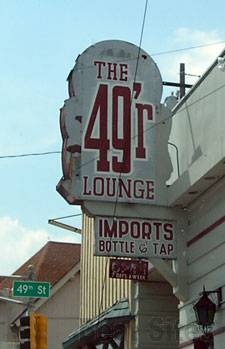 THE
49'r
LOUNGE
IMPORTS
BOTTLE & TAP
49th St